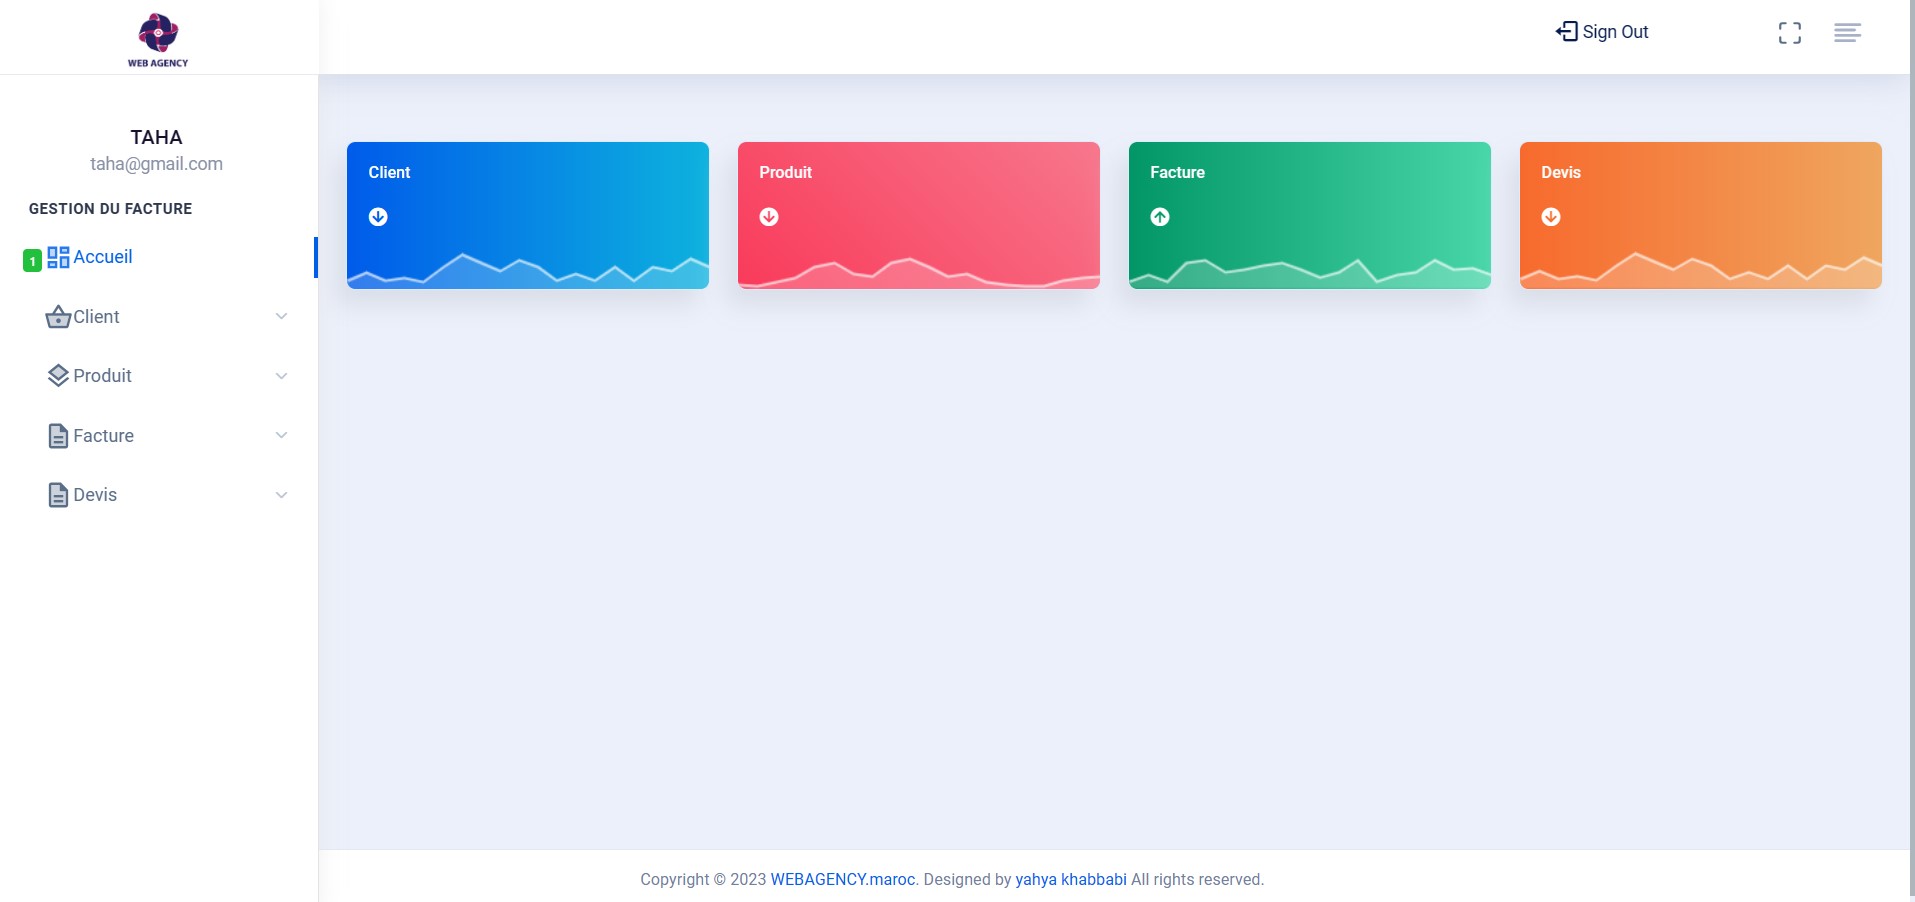 WEB AGENCY
Sign Out
TAHA
taha@gmail.com
GESTION DU FACTURE
1 Accueil
Client
Produit
Facture
Devis
Client
Produit
Facture
Devis
Copyright © 2023 WEBAGENCY.maroc. Designed by yahya khabbabi All rights reserved.